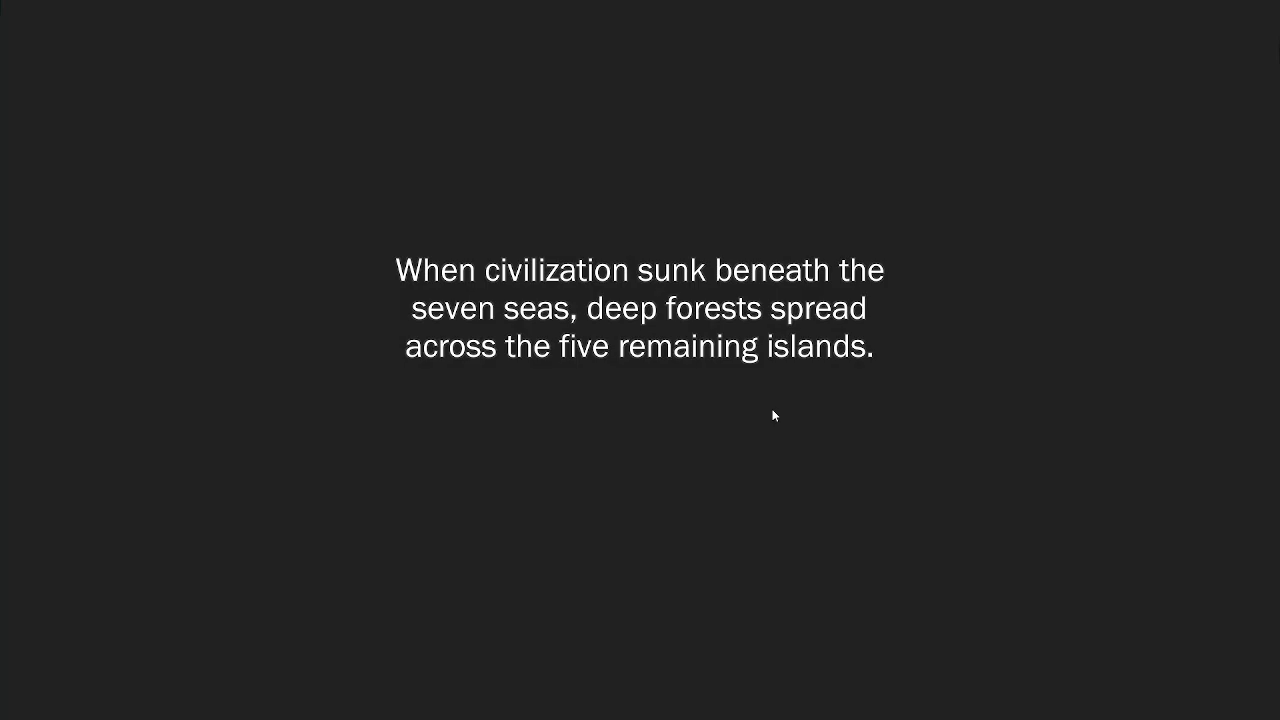 When civilization sunk beneath the
seven seas, deep forests spread
across the five remaining islands.